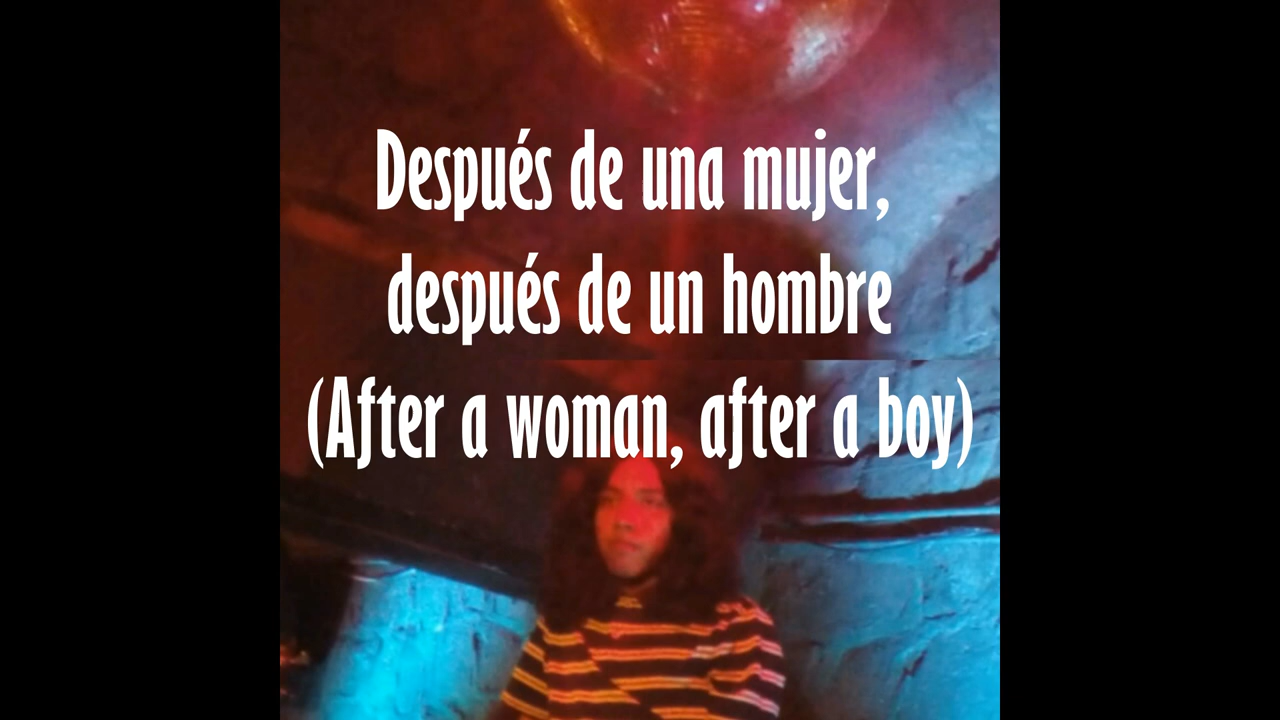 Después de una mujer,
después de un hombre
(After a woman, after a boy)